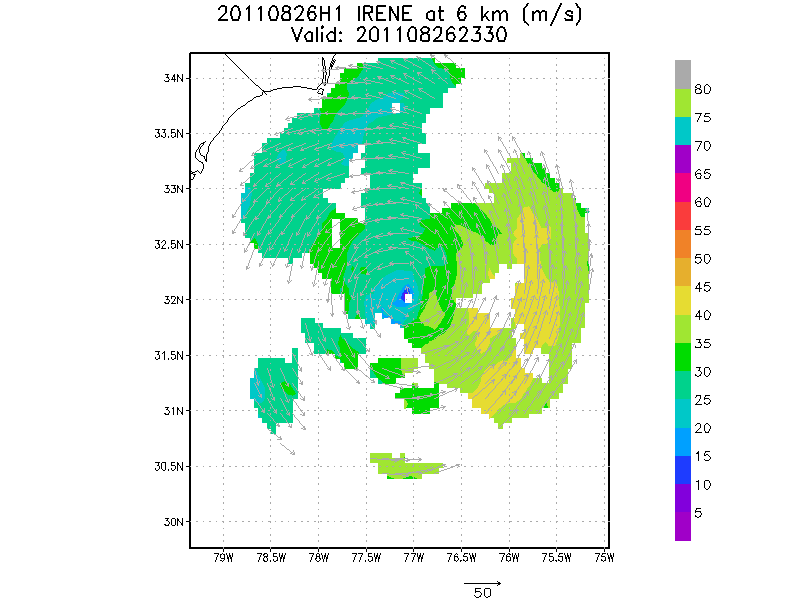 20110826H1 IRENE at 6 km (m/s)
Valid: 201108262330
34N
33.5N
33N
32.5N
32N
31.5N
31N
30.5N
30N
79W 78.5W 78W 77.5W 77W 76.5W 76W 75.5W 75W
80
75
70
65
60
55
50
45
40
35
30
25
20
15
10
5
50